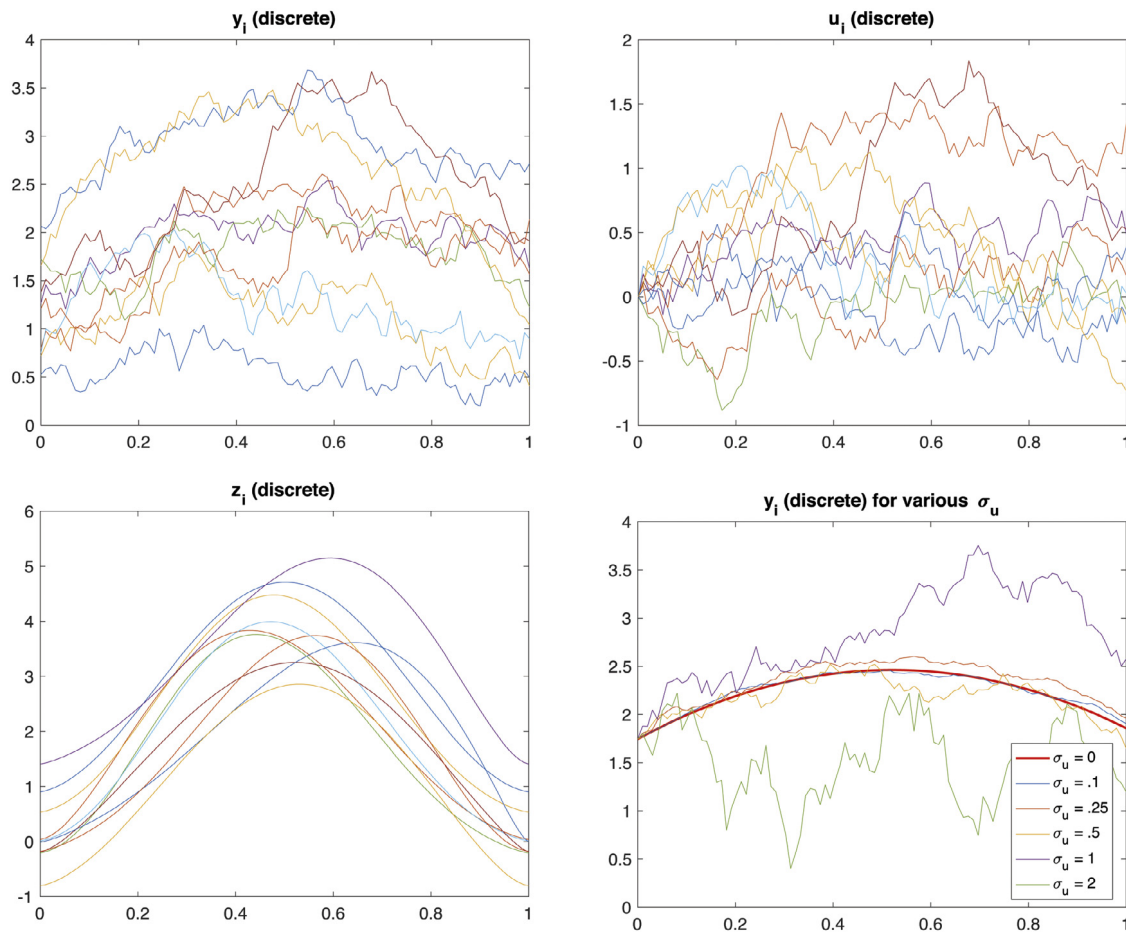 y_i (discrete)
4
3.5
3
2.5
2
1.5
1
0.5
0
0 0.2 0.4 0.6 0.8 1
u_i (discrete)
2
1.5
1
0.5
0
-0.5
-1
0 0.2 0.4 0.6 0.8 1
z_i (discrete)
6
5
4
3
2
1
0
-1
0 0.2 0.4 0.6 0.8 1
y_i (discrete) for various σ_u
4
3.5
3
2.5
2
1.5
1
0.5
0
0 0.2 0.4 0.6 0.8 1
σ_u = 0
σ_u = .1
σ_u = .25
σ_u = .5
σ_u = 1
σ_u = 2